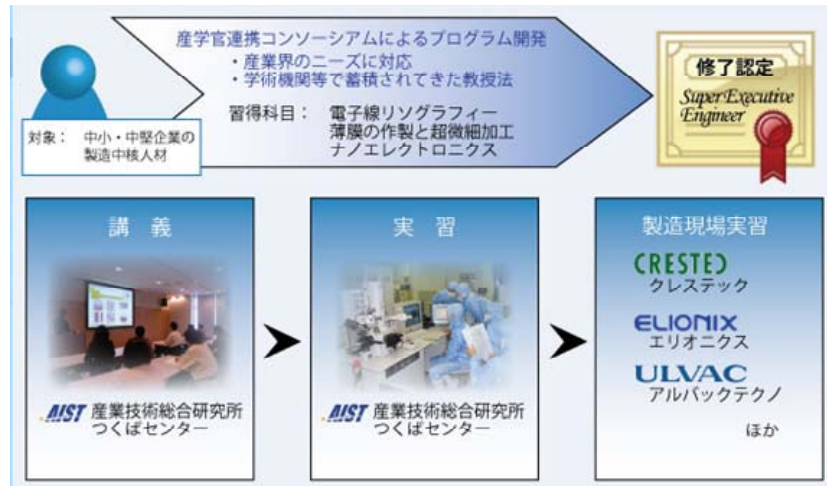 産学官連携コンソーシアムによるプログラム開発
・産業界のニーズに対応
・学術機関等で蓄積されてきた教授法
習得科目： 電子線リソグラフィー
薄膜の作製と超微細加工
ナノエレクトロニクス
対象： 中小・中堅企業の
製造中核人材
修了認定
Super Executive
Engineer
講 義
AIST 産業技術総合研究所
つくばセンター
実 習
AIST 産業技術総合研究所
つくばセンター
製造現場実習
CRESTEC
クレステック
ELIONIX
エリオニクス
ULVAC
アルバックテクノ
ほか